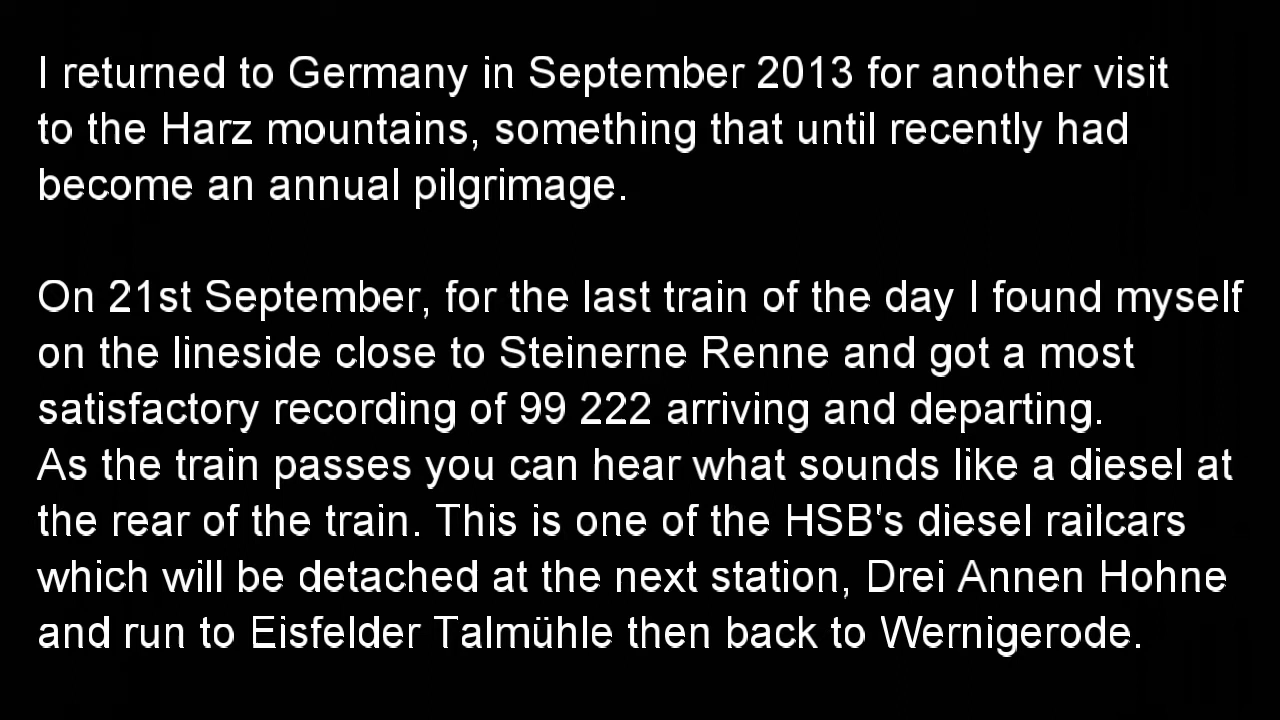 I returned to Germany in September 2013 for another visit
to the Harz mountains, something that until recently had
become an annual pilgrimage.
On 21st September, for the last train of the day I found myself
on the lineside close to Steinerne Renne and got a most
satisfactory recording of 99 222 arriving and departing.
As the train passes you can hear what sounds like a diesel at
the rear of the train. This is one of the HSB's diesel railcars
which will be detached at the next station, Drei Annen Hohne
and run to Eisfelder Talmühle then back to Wernigerode.